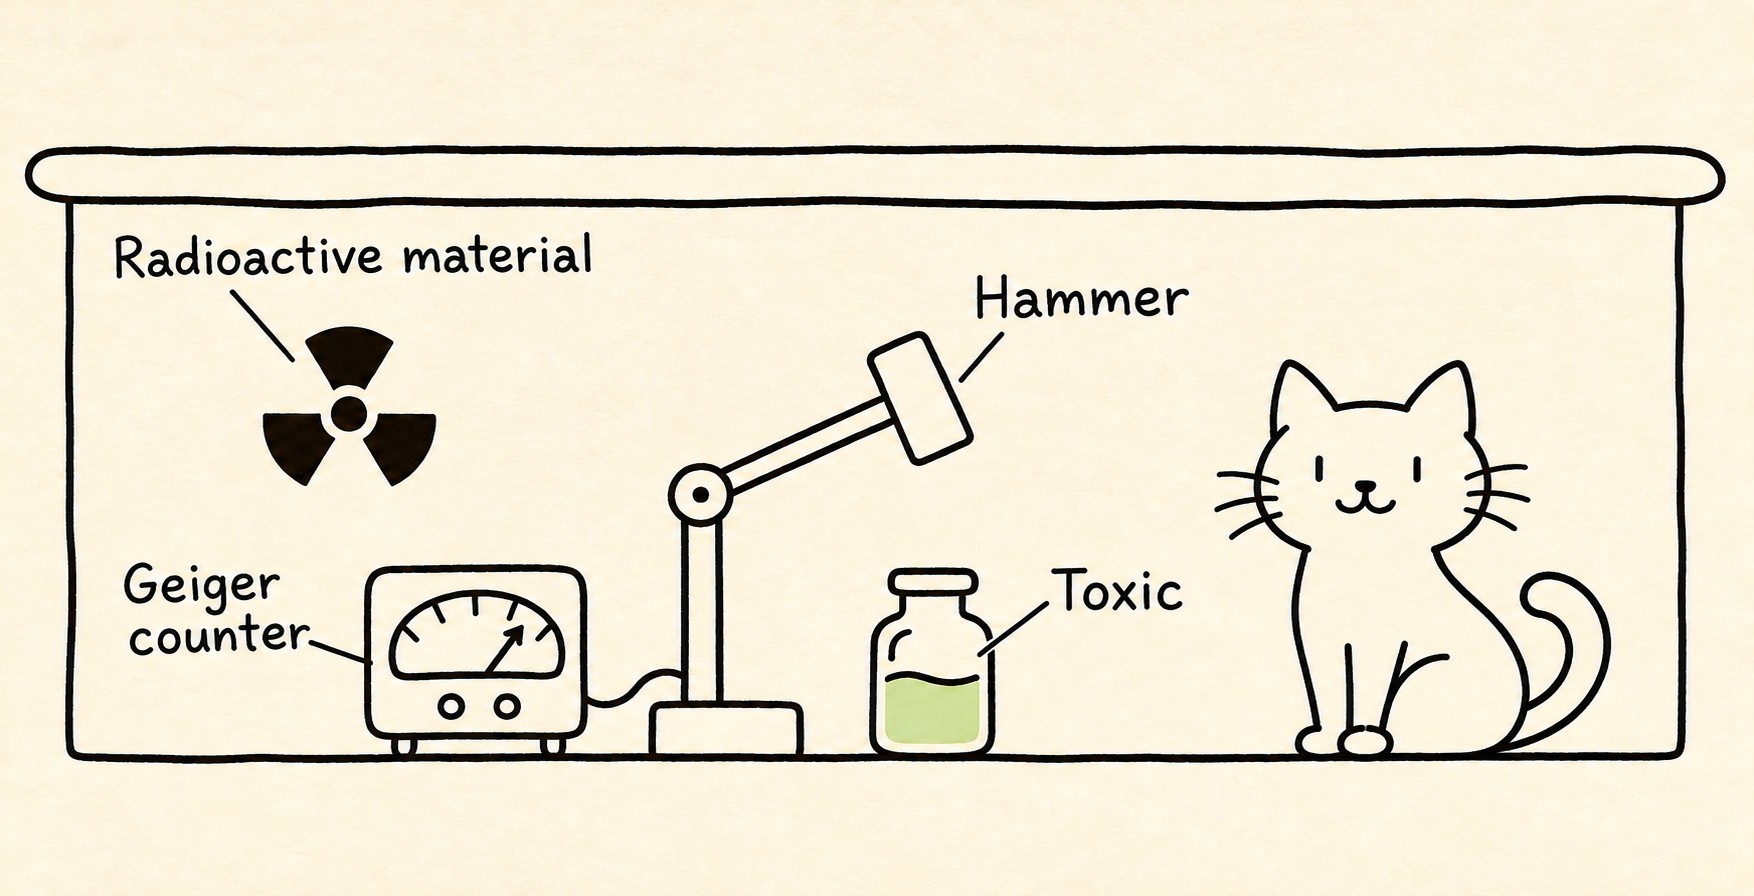 Radioactive material
Hammer
Geiger
counter
Toxic